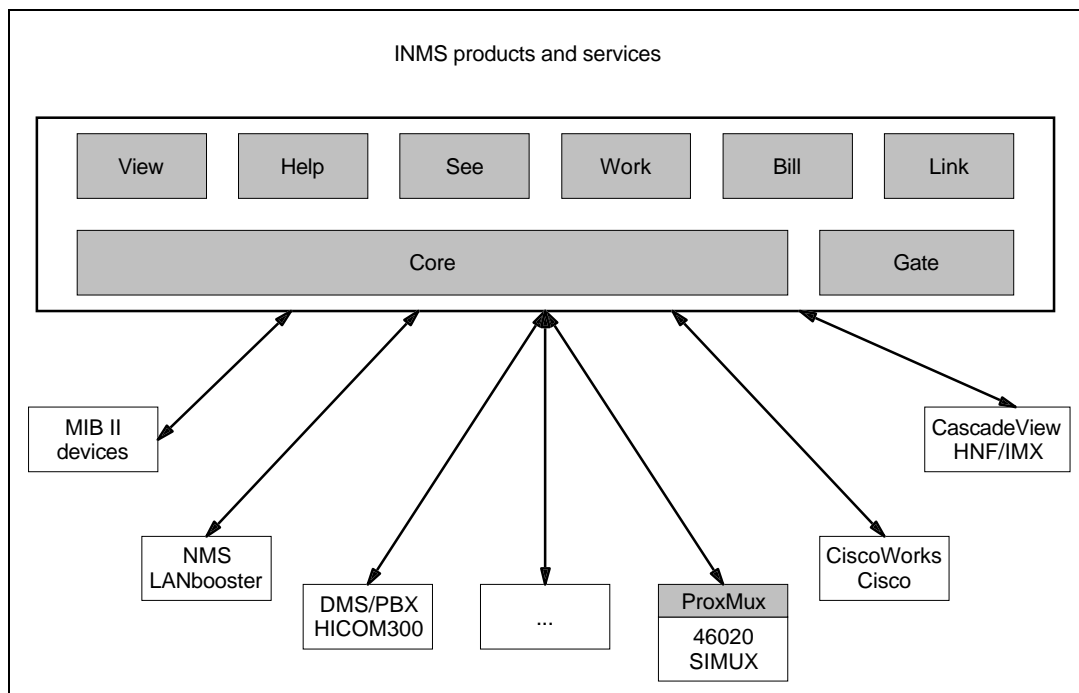 INMS products and services
View
Help
See
Work
Bill
Link
Core
Gate
MIB II
devices
CascadeView
HNF/IMX
NMS
LANbooster
CiscoWorks
Cisco
DMS/PBX
HICOM300
...
ProxMux
46020
SIMUX